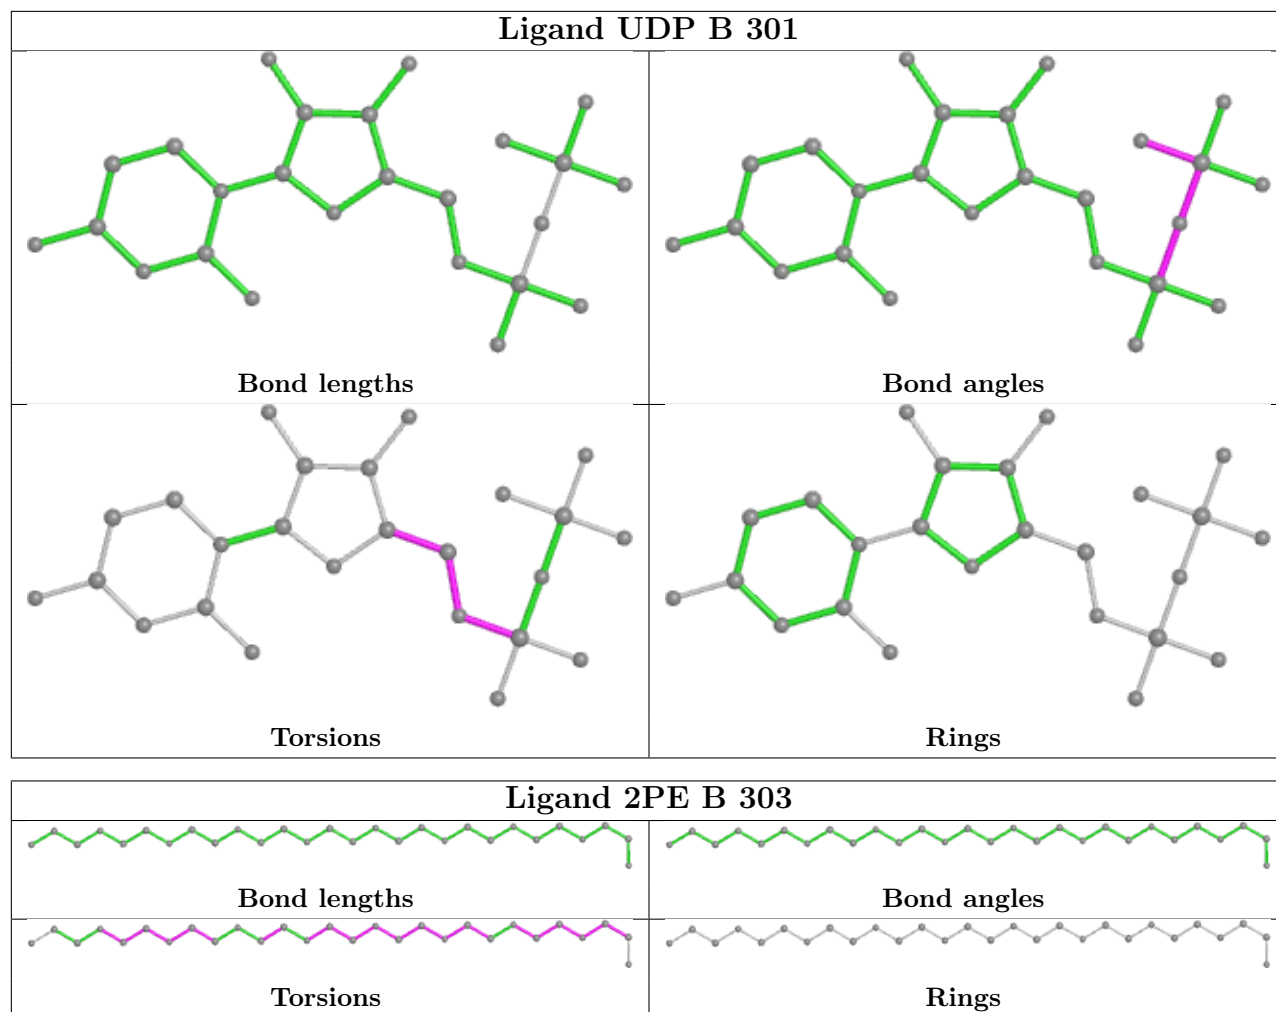 Ligand UDP B 301
Bond lengths
Bond angles
Torsions
Rings
Ligand 2PE B 303
Bond lengths
Bond angles
Torsions
Rings